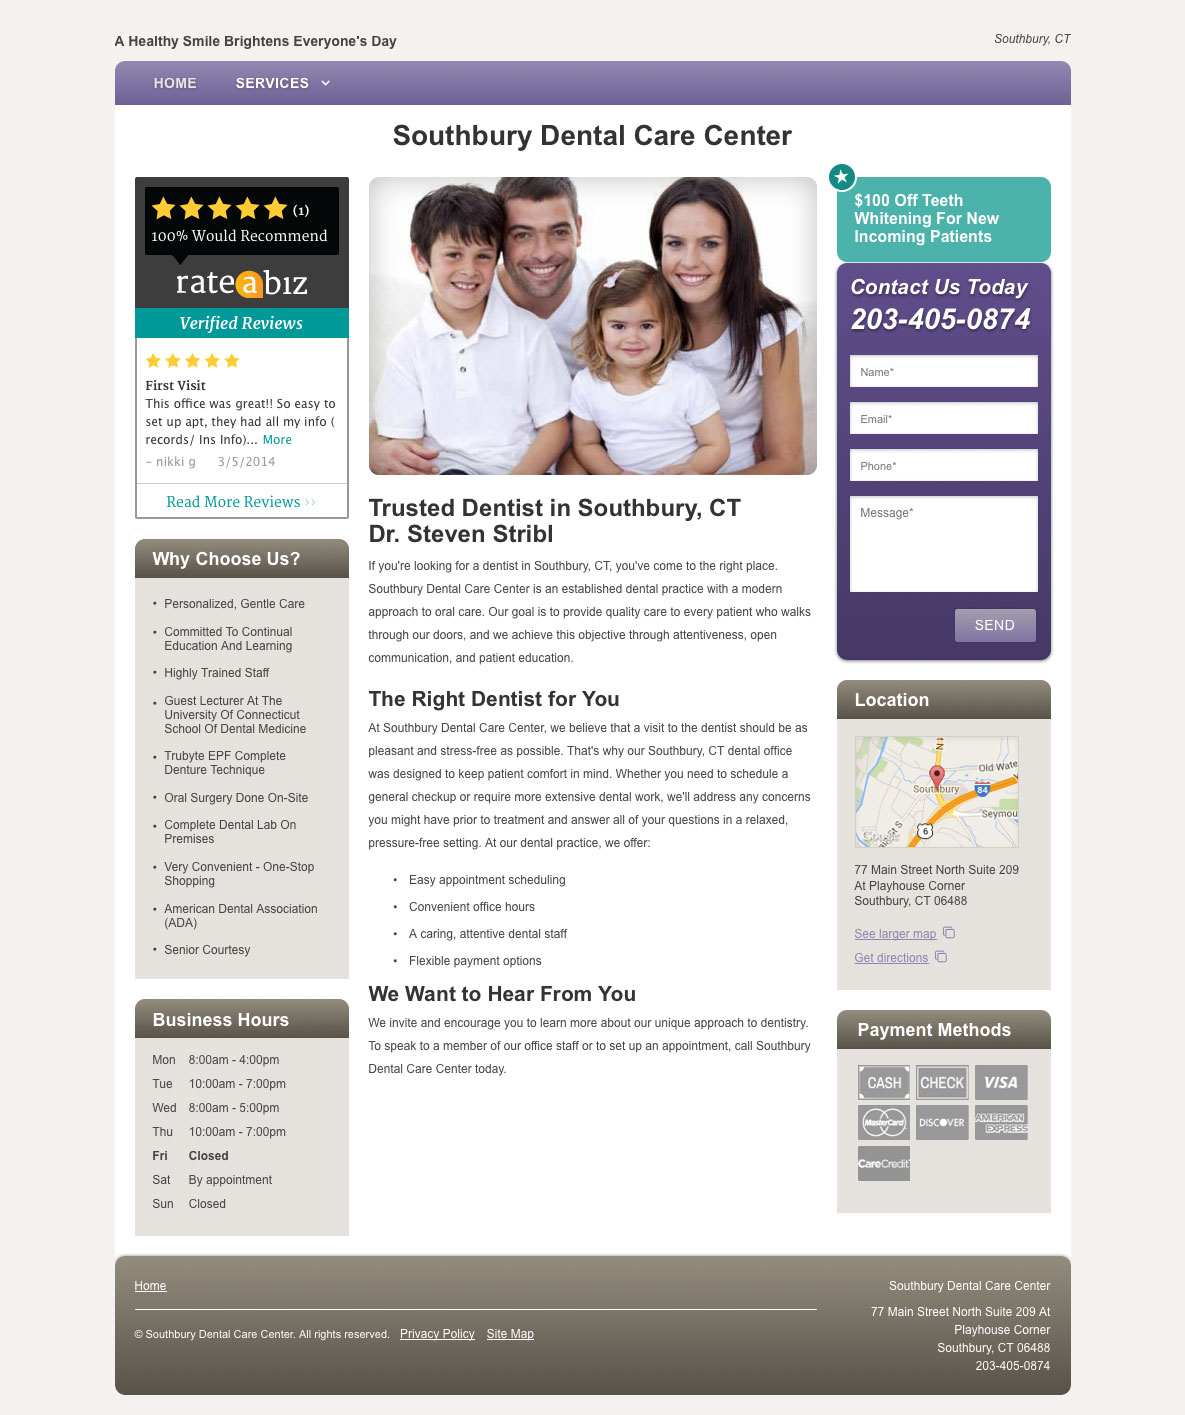 A Healthy Smile Brightens Everyone's Day
Southbury, CT
HOME
SERVICES
Southbury Dental Care Center
(1)
100% Would Recommend
rateabiz
Verified Reviews
First Visit
This office was great!! So easy to
set up apt, they had all my info (
records/ Ins Info)... More
– nikki g 3/5/2014
Read More Reviews ››
Why Choose Us?
• Personalized, Gentle Care
• Committed To Continual
Education And Learning
• Highly Trained Staff
• Guest Lecturer At The
University Of Connecticut
School Of Dental Medicine
• Trubyte EPF Complete
Denture Technique
• Oral Surgery Done On-Site
• Complete Dental Lab On
Premises
• Very Convenient - One-Stop
Shopping
• American Dental Association
(ADA)
• Senior Courtesy
Business Hours
Mon 8:00am - 4:00pm
Tue 10:00am - 7:00pm
Wed 8:00am - 5:00pm
Thu 10:00am - 7:00pm
Fri Closed
Sat By appointment
Sun Closed
Trusted Dentist in Southbury, CT
Dr. Steven Stribl
If you're looking for a dentist in Southbury, CT, you've come to the right place.
Southbury Dental Care Center is an established dental practice with a modern
approach to oral care. Our goal is to provide quality care to every patient who walks
through our doors, and we achieve this objective through attentiveness, open
communication, and patient education.
The Right Dentist for You
At Southbury Dental Care Center, we believe that a visit to the dentist should be as
pleasant and stress-free as possible. That's why our Southbury, CT dental office
was designed to keep patient comfort in mind. Whether you need to schedule a
general checkup or require more extensive dental work, we'll address any concerns
you might have prior to treatment and answer all of your questions in a relaxed,
pressure-free setting. At our dental practice, we offer:
• Easy appointment scheduling
• Convenient office hours
• A caring, attentive dental staff
• Flexible payment options
We Want to Hear From You
We invite and encourage you to learn more about our unique approach to dentistry.
To speak to a member of our office staff or to set up an appointment, call Southbury
Dental Care Center today.
$100 Off Teeth
Whitening For New
Incoming Patients
Contact Us Today
203-405-0874
Name*
Email*
Phone*
Message*
SEND
Location
N
Old Wate
Southbury
84
Seymou
6
Google
77 Main Street North Suite 209
At Playhouse Corner
Southbury, CT 06488
See larger map
Get directions
Payment Methods
CASH CHECK VISA
MasterCard DISCOVER AMERICAN EXPRESS
CareCredit
Home
© Southbury Dental Care Center. All rights reserved. Privacy Policy Site Map
Southbury Dental Care Center
77 Main Street North Suite 209 At
Playhouse Corner
Southbury, CT 06488
203-405-0874